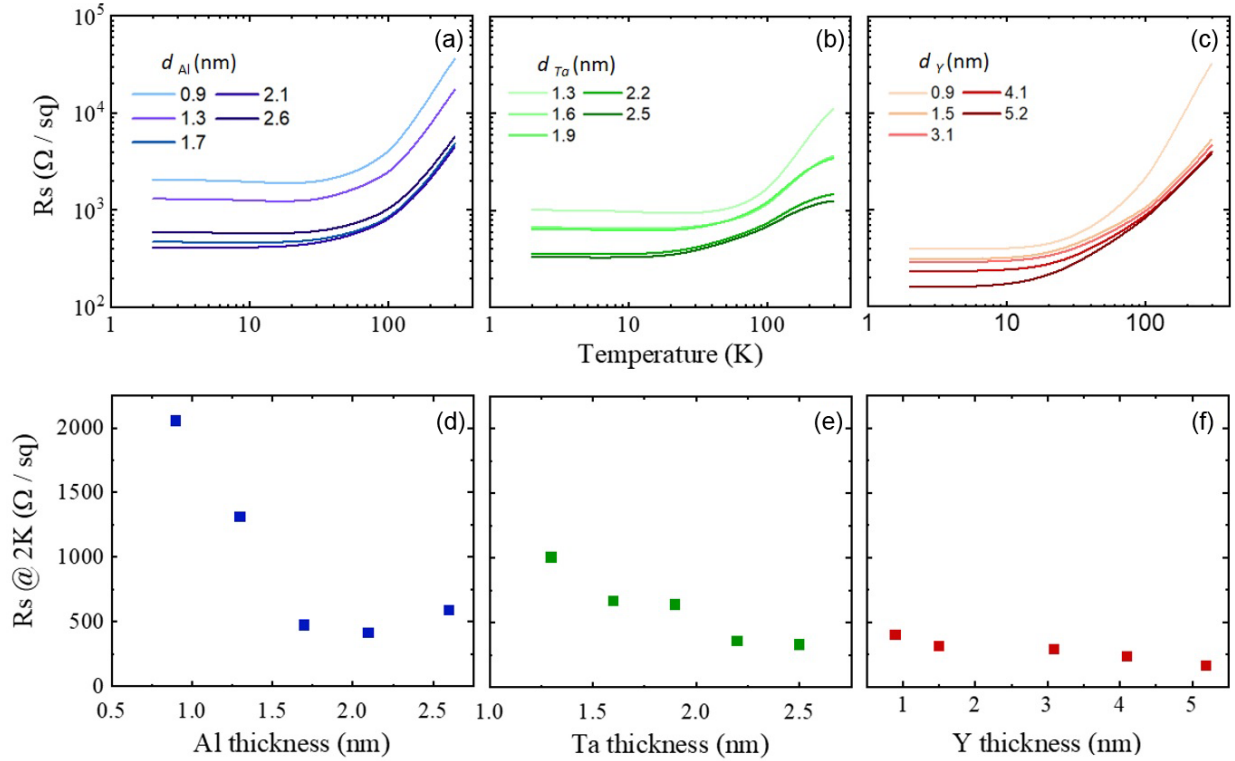 (a)
d Al (nm)
0.9 2.1
1.3 2.6
1.7
(b)
d Ta (nm)
1.3 2.2
1.6 2.5
1.9
(c)
d Y (nm)
0.9 4.1
1.5 5.2
3.1
10^5
10^4
10^3
10^2
Rs (Ω / sq)
1 10 100
1 10 100
1 10 100
Temperature (K)
(d)
(e)
(f)
2000
1500
1000
500
0
Rs @ 2K (Ω / sq)
0.5 1.0 1.5 2.0 2.5
1.0 1.5 2.0 2.5
1 2 3 4 5
Al thickness (nm)
Ta thickness (nm)
Y thickness (nm)